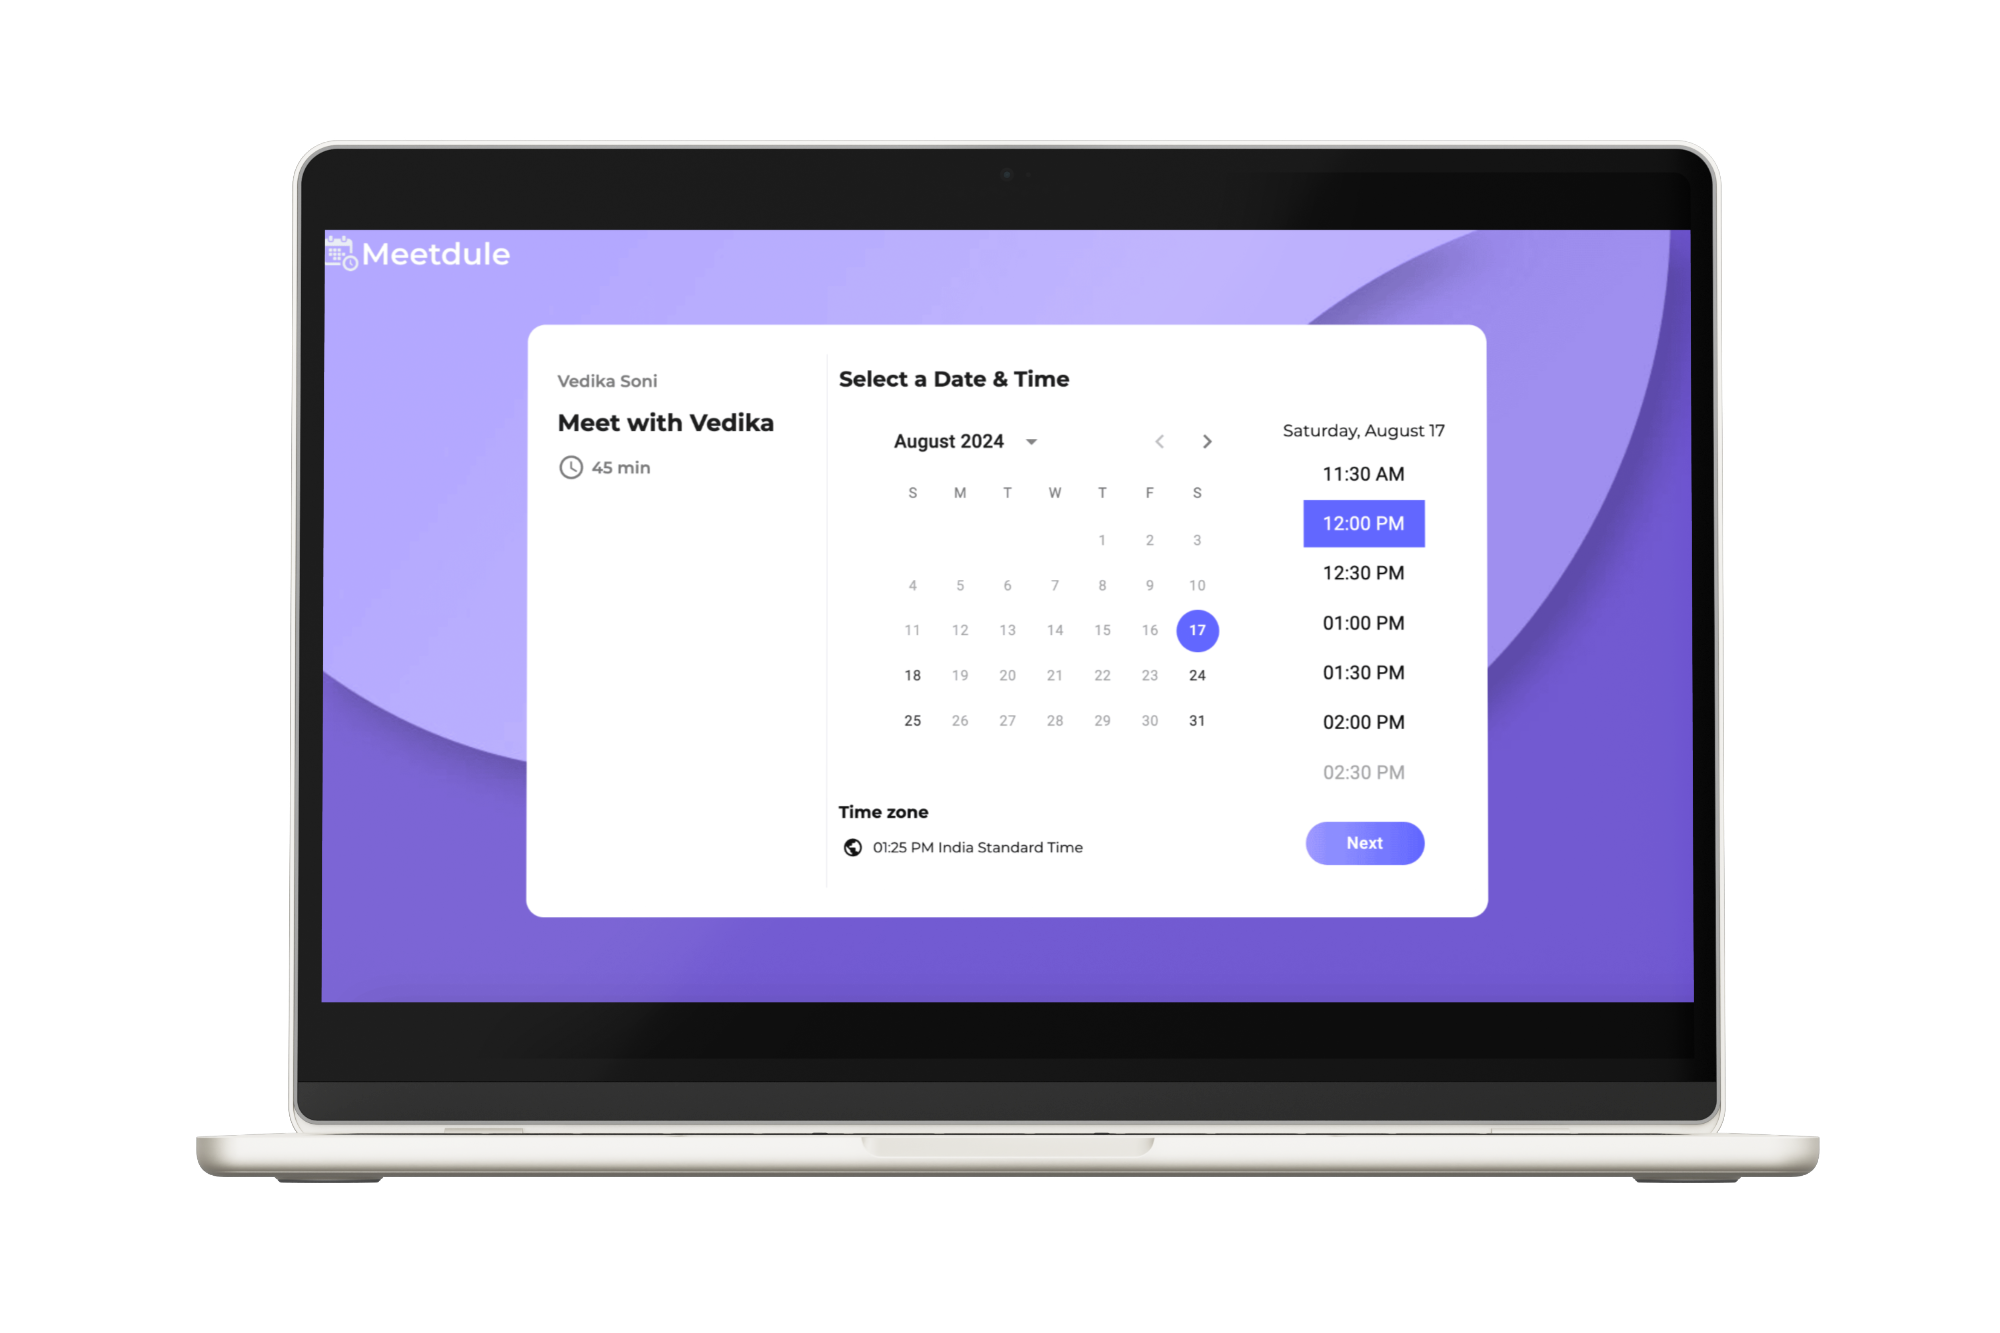 Meetdule
Vedika Soni
Meet with Vedika
45 min
Select a Date & Time
August 2024
S M T W T F S
1 2 3
4 5 6 7 8 9 10
11 12 13 14 15 16 17
18 19 20 21 22 23 24
25 26 27 28 29 30 31
Time zone
01:25 PM India Standard Time
Saturday, August 17
11:30 AM
12:00 PM
12:30 PM
01:00 PM
01:30 PM
02:00 PM
02:30 PM
Next